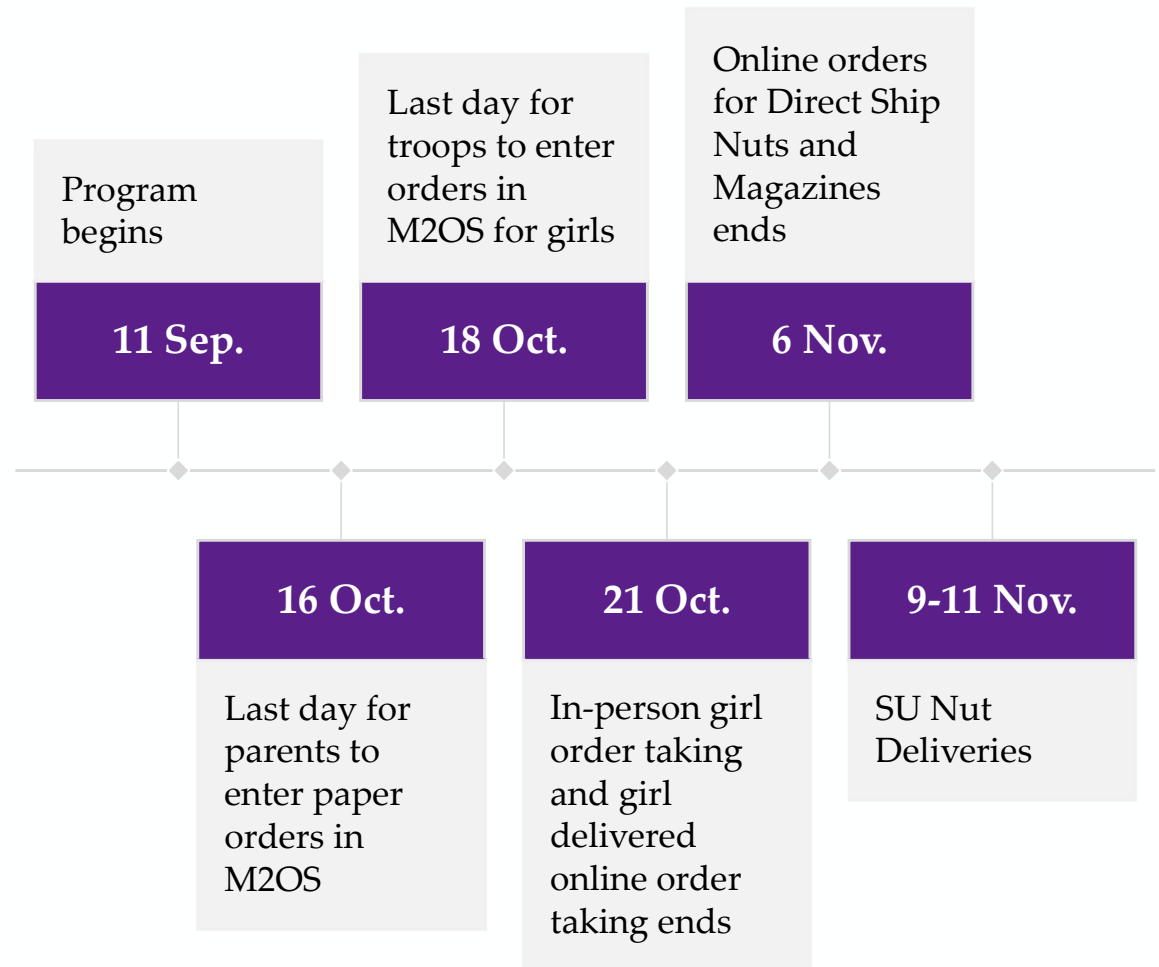 Program
begins
11 Sep.
16 Oct.
Last day for
parents to
enter paper
orders in
M2OS
Last day for
troops to enter
orders in
M2OS for girls
18 Oct.
21 Oct.
In-person girl
order taking
and girl
delivered
online order
taking ends
Online orders
for Direct Ship
Nuts and
Magazines
ends
6 Nov.
9-11 Nov.
SU Nut
Deliveries